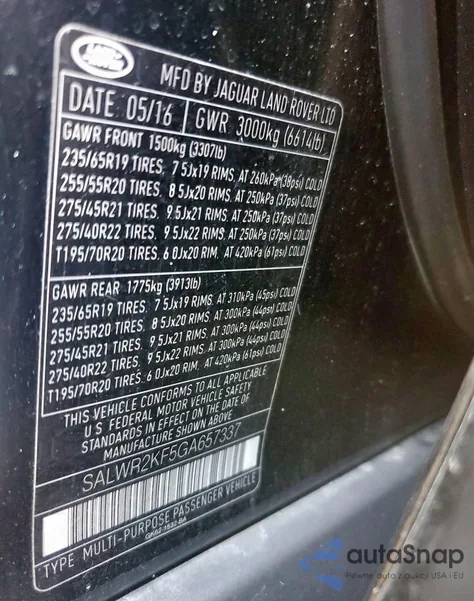 LAND ROVER
MFD BY JAGUAR LAND ROVER LTD
DATE: 05/16 GWR 3000kg (6614lb)
GAWR FRONT 1500kg (3307lb)
235/65R19 TIRES, 7 5Jx19 RIMS, AT 260kPa (38psi) COLD
255/55R20 TIRES, 8 5Jx20 RIMS, AT 250kPa (37psi) COLD
275/45R21 TIRES, 9.5Jx21 RIMS, AT 250kPa (37psi) COLD
275/40R22 TIRES, 9 5Jx22 RIMS, AT 250kPa (37psi) COLD
T195/70R20 TIRES, 6 0Jx20 RIM, AT 420kPa (61psi) COLD
GAWR REAR 1775kg (3913lb)
235/65R19 TIRES, 7 5Jx19 RIMS, AT 310kPa (45psi) COLD
255/55R20 TIRES, 8 5Jx20 RIMS, AT 300kPa (44psi) COLD
275/45R21 TIRES, 9 5Jx21 RIMS, AT 300kPa (44psi) COLD
275/40R22 TIRES, 9 5Jx22 RIMS, AT 300kPa (44psi) COLD
T195/70R20 TIRES, 6 0Jx20 RIM, AT 420kPa (61psi) COLD
THIS VEHICLE CONFORMS TO ALL APPLICABLE
U.S. FEDERAL MOTOR VEHICLE SAFETY
STANDARDS IN EFFECT ON THE DATE OF
MANUFACTURE SHOWN ABOVE.
SALWR2KF5GA657337
TYPE MULTI-PURPOSE PASSENGER VEHICLE
autoSnap
Pewne auta z aukcji USA i EU